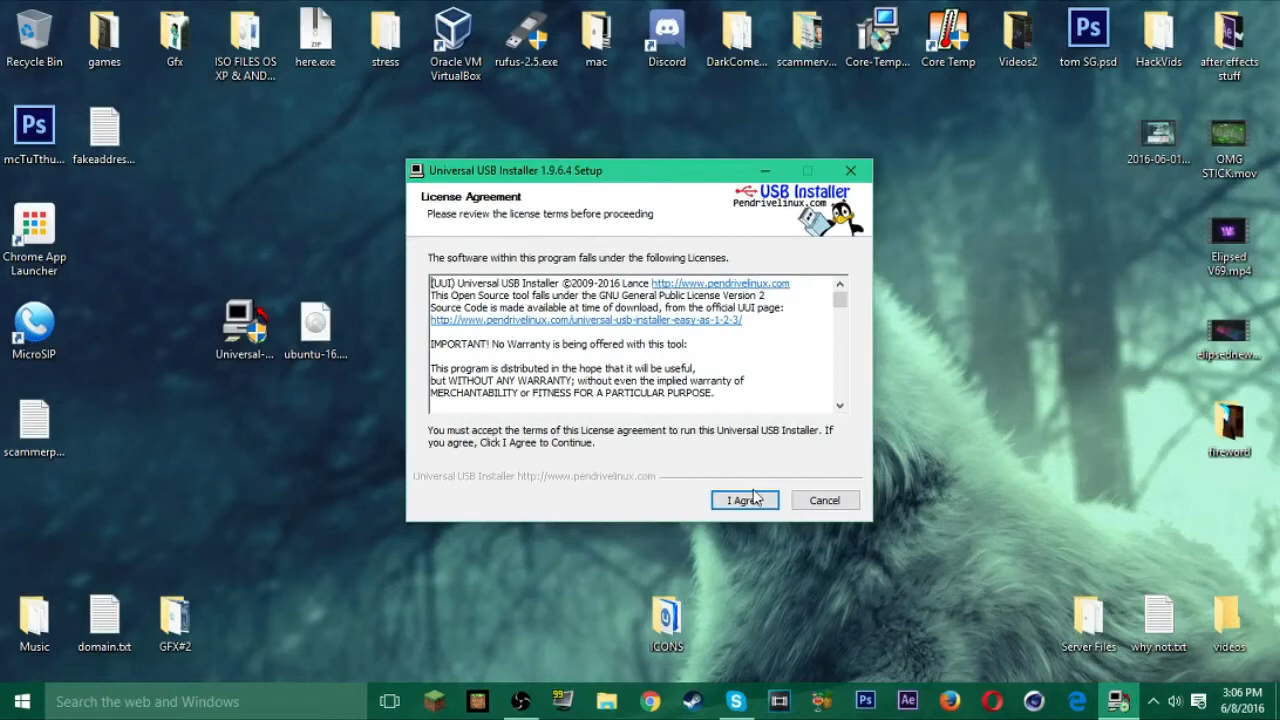 Recycle Bin
games
Gfx
ISO FILES OS
XP & AND...
ZIP
here.exe
stress
Oracle VM
VirtualBox
rufus-2.5.exe
mac
Discord
DarkCome...
scammerv...
Core-Temp...
Core Temp
Videos2
Ps
tom SG.psd
HackVids
after effects
stuff
Ps
mcTuTthu...
fakeaddres...
2016-06-01...
OMG
STICK.mov
Chrome App
Launcher
Elipsed
V69.mp4
MicroSIP
Universal-...
ubuntu-16....
elipsednew...
scammerp...
fireword
Universal USB Installer 1.9.6.4 Setup
License Agreement
Please review the license terms before proceeding
USB Installer
Pendrivelinux.com
The software within this program falls under the following Licenses.
(UUI) Universal USB Installer ©2009-2016 Lance http://www.pendrivelinux.com
This Open Source tool falls under the GNU General Public License Version 2
Source Code is made available at time of download, from the official UUI page:
http://www.pendrivelinux.com/universal-usb-installer-easy-as-1-2-3/
IMPORTANT! No Warranty is being offered with this tool:
This program is distributed in the hope that it will be useful,
but WITHOUT ANY WARRANTY; without even the implied warranty of
MERCHANTABILITY or FITNESS FOR A PARTICULAR PURPOSE.
You must accept the terms of this License agreement to run this Universal USB Installer. If
you agree, Click I Agree to Continue.
Universal USB Installer http://www.pendrivelinux.com
I Agree
Cancel
Music
domain.txt
GFX#2
ICONS
Server Files
why not.txt
videos
Search the web and Windows
99
Ps
Ae
3:06 PM
6/8/2016